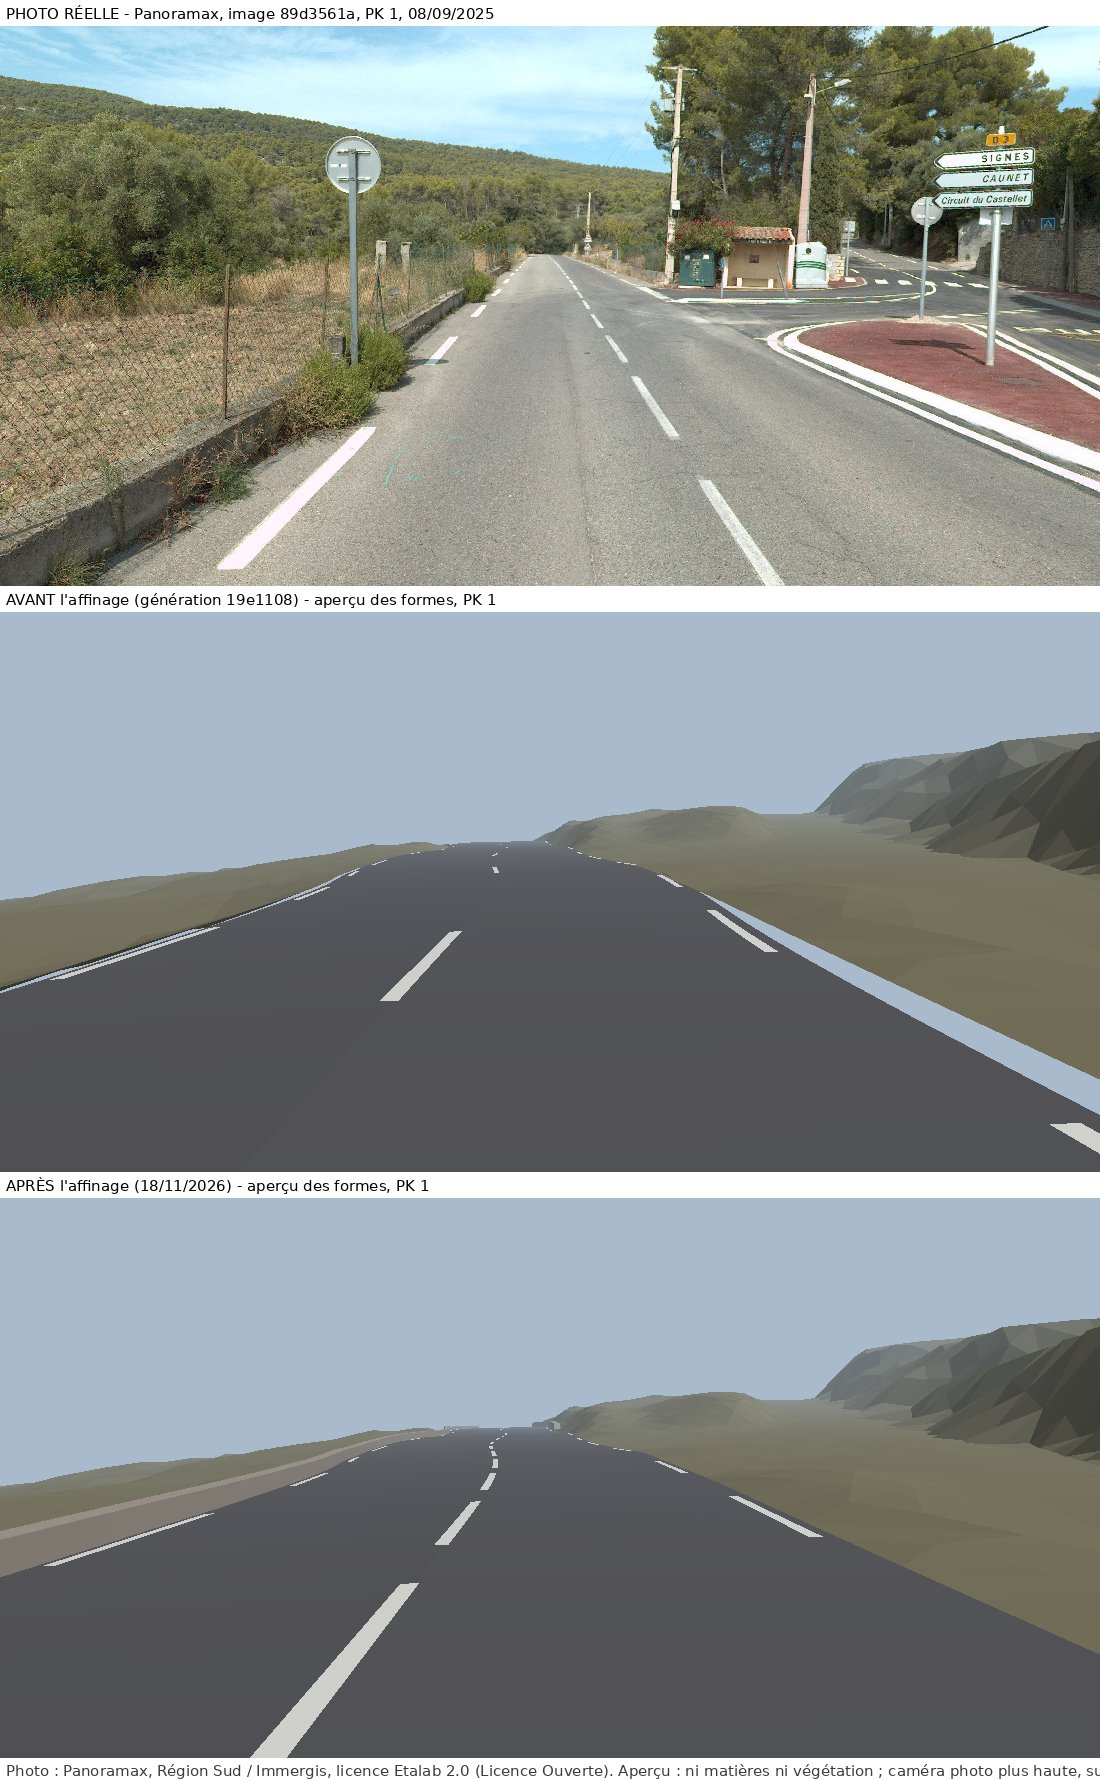 PHOTO RÉELLE - Panoramax, image 89d3561a, PK 1, 08/09/2025
D 3
SIGNES
CAUNET
Circuit du Castellet
AVANT l'affinage (génération 19e1108) - aperçu des formes, PK 1
APRÈS l'affinage (18/11/2026) - aperçu des formes, PK 1
Photo : Panoramax, Région Sud / Immergis, licence Etalab 2.0 (Licence Ouverte). Aperçu : ni matières ni végétation ; caméra photo plus haute, su